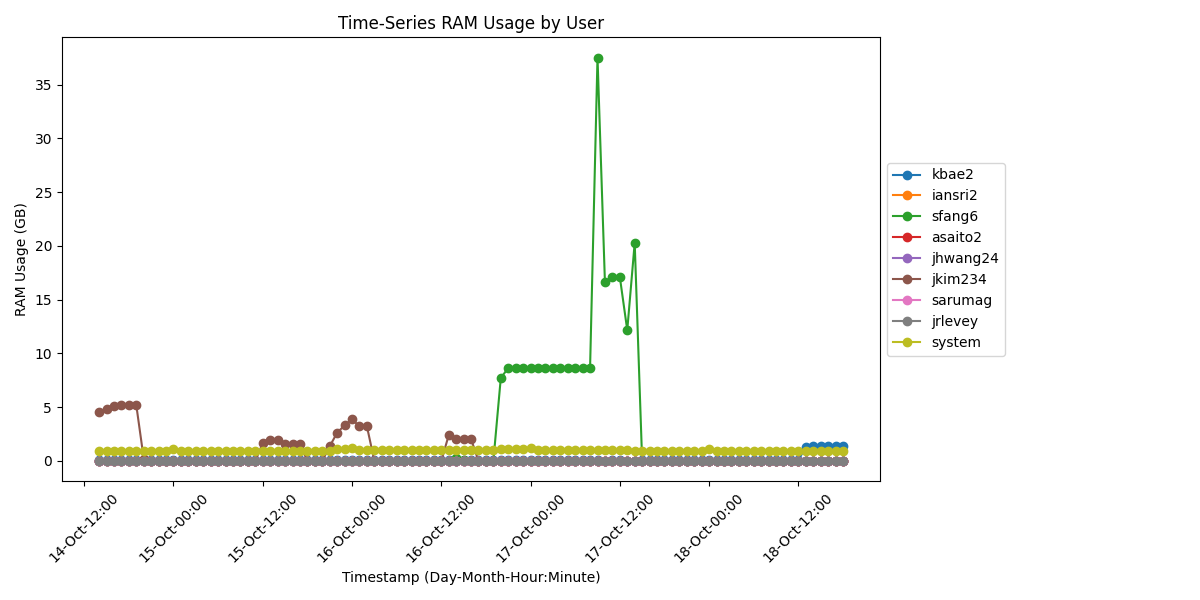 Time-Series RAM Usage by User
RAM Usage (GB)
35
30
25
20
15
10
5
0
14-Oct-12:00
15-Oct-00:00
15-Oct-12:00
16-Oct-00:00
16-Oct-12:00
17-Oct-00:00
17-Oct-12:00
18-Oct-00:00
18-Oct-12:00
Timestamp (Day-Month-Hour:Minute)
kbae2
iansri2
sfang6
asaito2
jhwang24
jkim234
sarumag
jrlevey
system